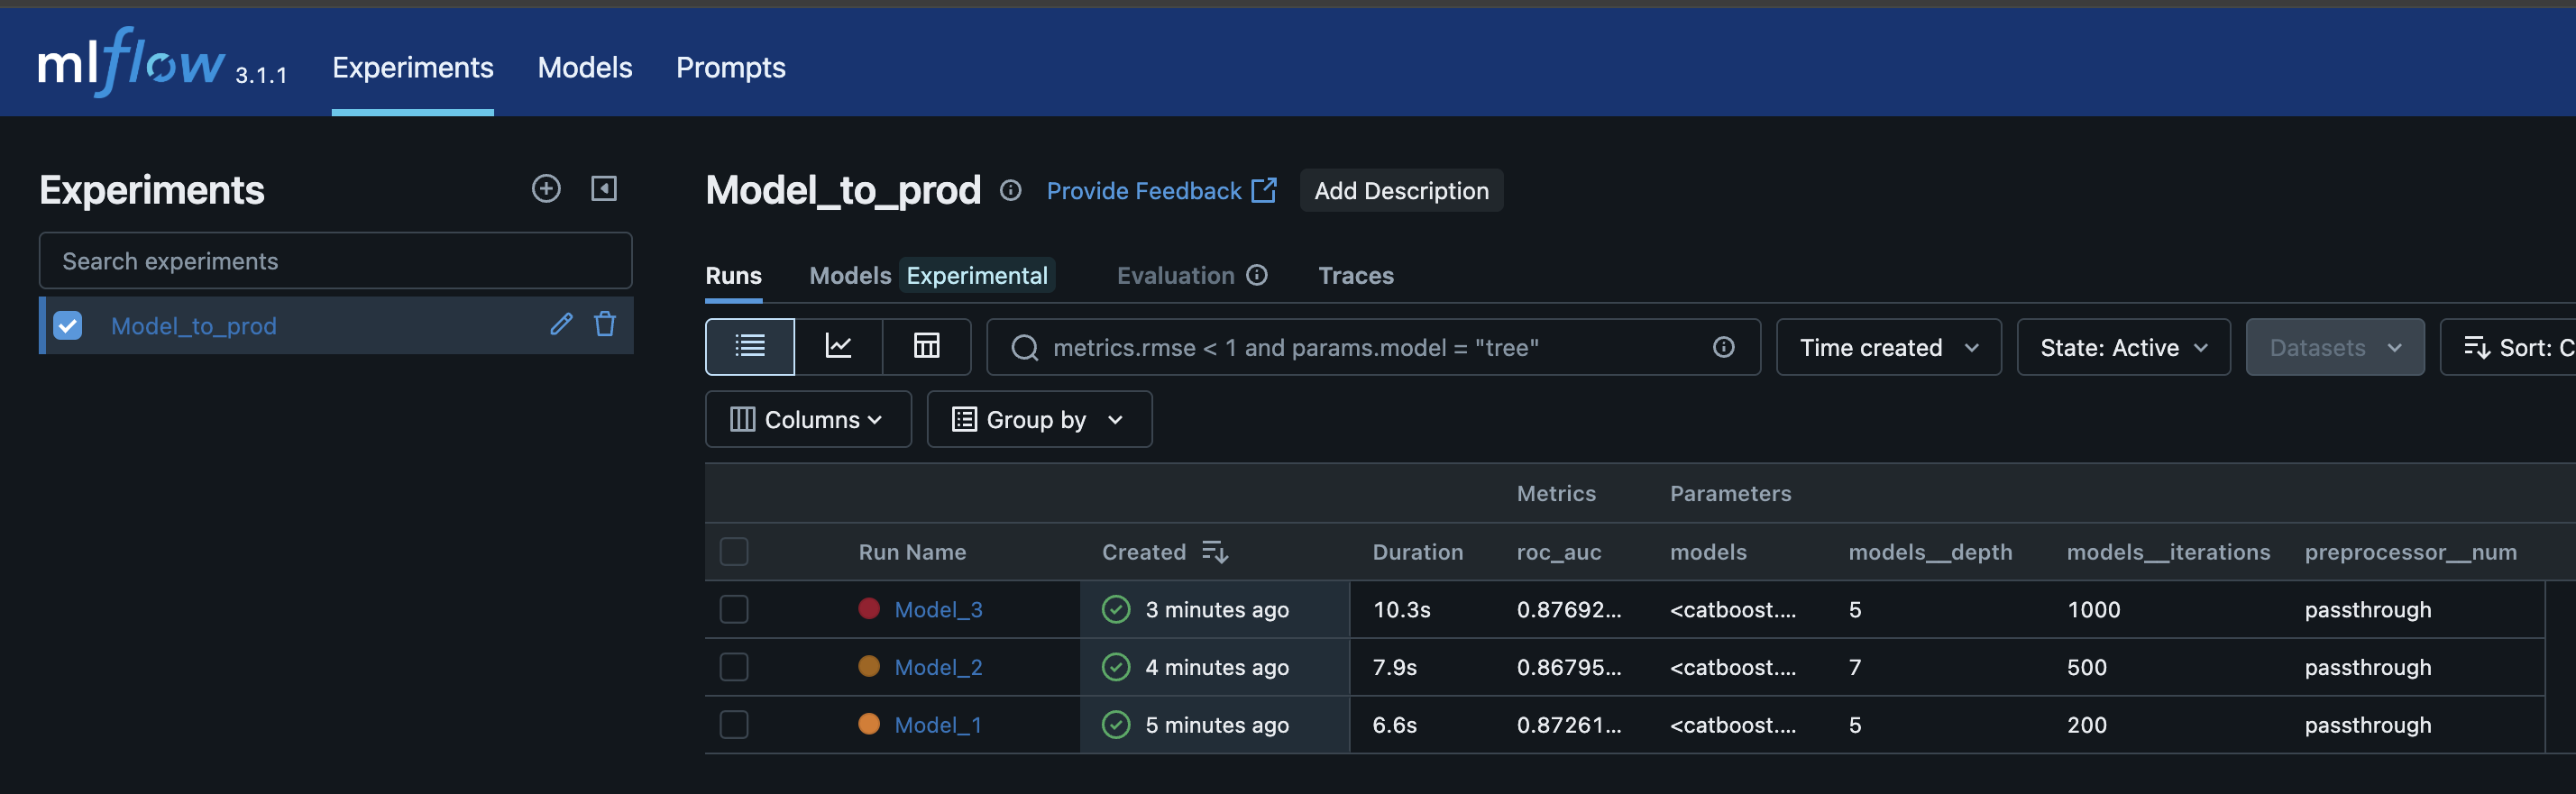 mlflow 3.1.1 Experiments Models Prompts
Experiments
Search experiments
Model_to_prod
Model_to_prod Provide Feedback Add Description
Runs Models Experimental Evaluation Traces
metrics.rmse < 1 and params.model = "tree" Time created State: Active Datasets Sort: C
Columns Group by
Metrics Parameters
Run Name Created Duration roc_auc models models__depth models__iterations preprocessor__num
Model_3 3 minutes ago 10.3s 0.87692... <catboost.... 5 1000 passthrough
Model_2 4 minutes ago 7.9s 0.86795... <catboost.... 7 500 passthrough
Model_1 5 minutes ago 6.6s 0.87261... <catboost.... 5 200 passthrough